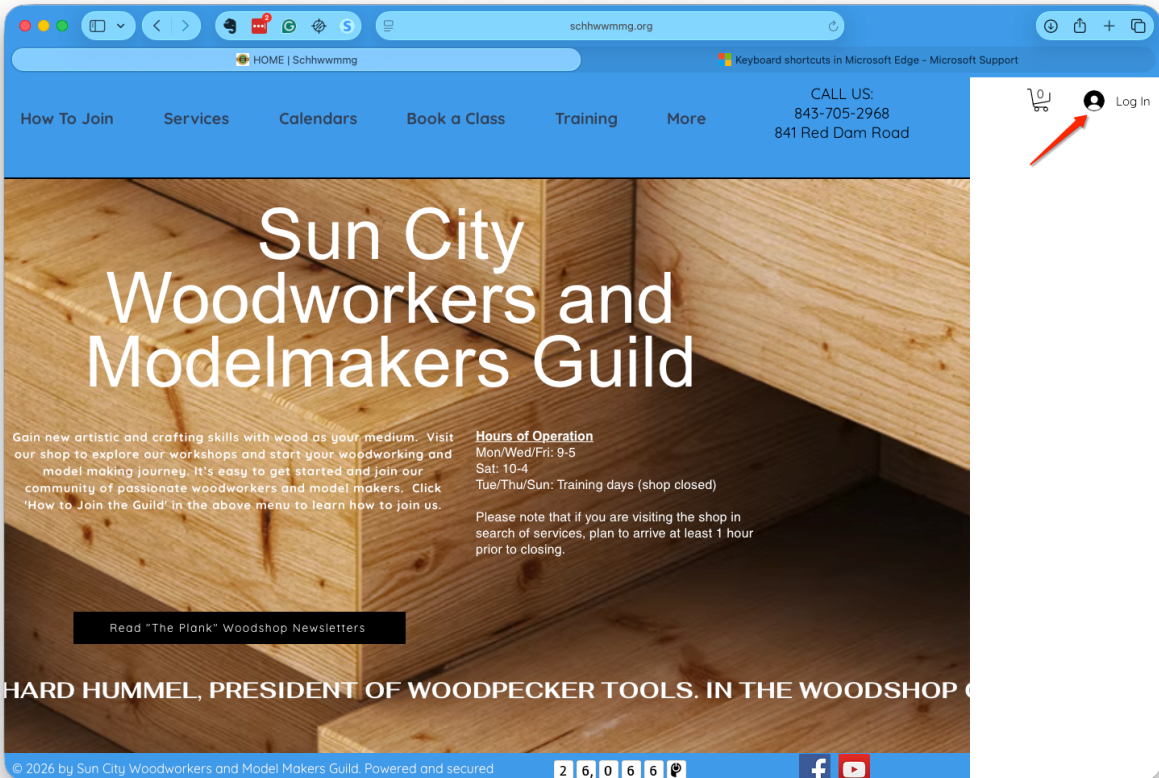 2
S
schhwwmmg.org
HOME | Schhwwmmg
Keyboard shortcuts in Microsoft Edge - Microsoft Support
How To Join
Services
Calendars
Book a Class
Training
More
CALL US:
843-705-2968
841 Red Dam Road
0
Log In
Sun City
Woodworkers and
Modelmakers Guild
Gain new artistic and crafting skills with wood as your medium. Visit
our shop to explore our workshops and start your woodworking and
model making journey. It's easy to get started and join our
community of passionate woodworkers and model makers. Click
'How to Join the Guild' in the above menu to learn how to join us.
Hours of Operation
Mon/Wed/Fri: 9-5
Sat: 10-4
Tue/Thu/Sun: Training days (shop closed)
Please note that if you are visiting the shop in
search of services, plan to arrive at least 1 hour
prior to closing.
Read "The Plank" Woodshop Newsletters
HARD HUMMEL, PRESIDENT OF WOODPECKER TOOLS. IN THE WOODSHOP
© 2026 by Sun City Woodworkers and Model Makers Guild. Powered and secured
26,066